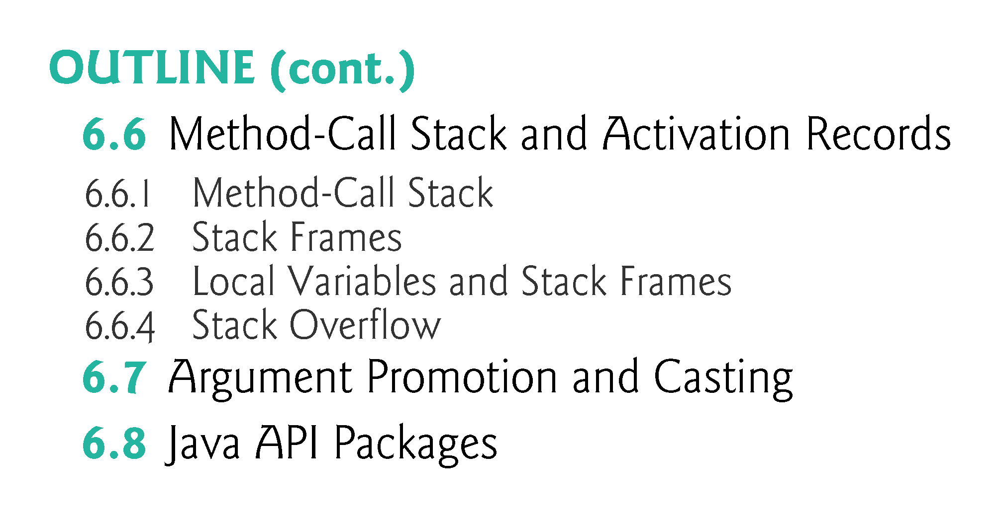 OUTLINE (cont.)
6.6 Method-Call Stack and Activation Records
6.6.1 Method-Call Stack
6.6.2 Stack Frames
6.6.3 Local Variables and Stack Frames
6.6.4 Stack Overflow
6.7 Argument Promotion and Casting
6.8 Java API Packages